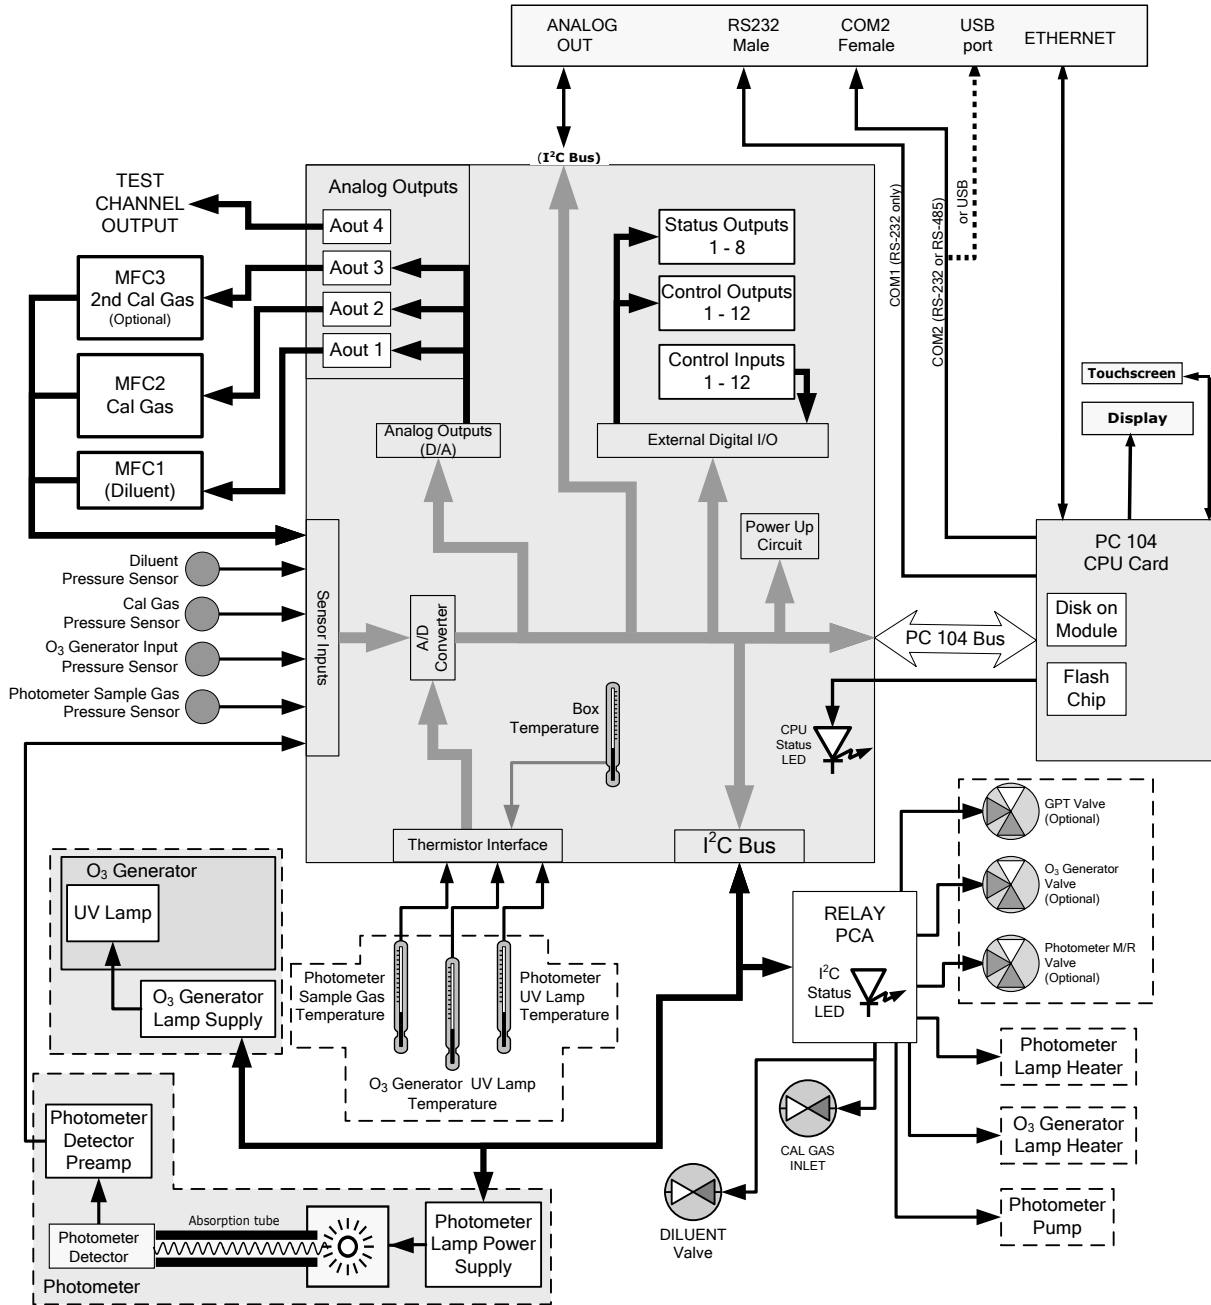 ANALOG
OUT
RS232
Male
COM2
Female
USB
port
ETHERNET
(I²C Bus)
Analog Outputs
TEST
CHANNEL
OUTPUT
Aout 4
Aout 3
Aout 2
Aout 1
MFC3
2nd Cal Gas
(Optional)
MFC2
Cal Gas
MFC1
(Diluent)
Status Outputs
1 - 8
Control Outputs
1 - 12
Control Inputs
1 - 12
COM1 (RS-232 only)
COM2 (RS-232 or RS-485)
or USB
Touchscreen
Display
Analog Outputs
(D/A)
External Digital I/O
Power Up
Circuit
PC 104
CPU Card
Disk on
Module
Flash
Chip
PC 104 Bus
Diluent
Pressure Sensor
Cal Gas
Pressure Sensor
O₃ Generator Input
Pressure Sensor
Photometer Sample Gas
Pressure Sensor
Sensor Inputs
A/D
Converter
Box
Temperature
CPU
Status
LED
Thermistor Interface
I²C Bus
GPT Valve
(Optional)
O₃ Generator
Valve
(Optional)
Photometer M/R
Valve
(Optional)
O₃ Generator
UV Lamp
O₃ Generator
Lamp Supply
RELAY
PCA
I²C
Status
LED
Photometer
Sample Gas
Temperature
Photometer
UV Lamp
Temperature
O₃ Generator UV Lamp
Temperature
Photometer
Lamp Heater
O₃ Generator
Lamp Heater
Photometer
Pump
CAL GAS
INLET
DILUENT
Valve
Photometer
Detector
Preamp
Photometer
Detector
Absorption tube
Photometer
Lamp Power
Supply
Photometer